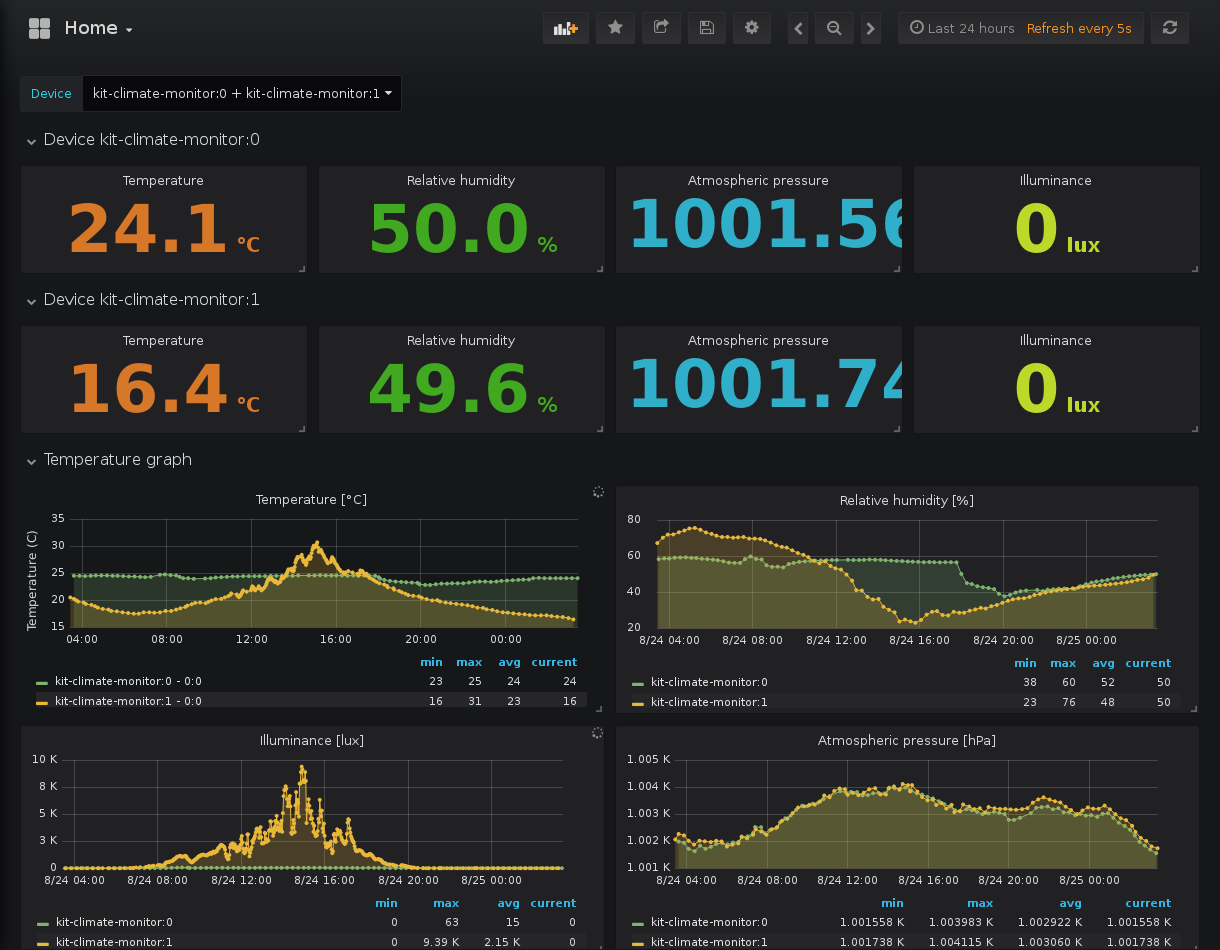 Home
Last 24 hours Refresh every 5s
Device kit-climate-monitor:0 + kit-climate-monitor:1
Device kit-climate-monitor:0
Temperature Relative humidity Atmospheric pressure Illuminance
24.1 °C 50.0 % 1001.56 0 lux
Device kit-climate-monitor:1
Temperature Relative humidity Atmospheric pressure Illuminance
16.4 °C 49.6 % 1001.74 0 lux
Temperature graph
Temperature [°C]
Temperature (C)
35
30
25
20
15
04:00 08:00 12:00 16:00 20:00 00:00
min max avg current
kit-climate-monitor:0 - 0:0 23 25 24 24
kit-climate-monitor:1 - 0:0 16 31 23 16
Relative humidity [%]
80
60
40
20
8/24 04:00 8/24 08:00 8/24 12:00 8/24 16:00 8/24 20:00 8/25 00:00
min max avg current
kit-climate-monitor:0 38 60 52 50
kit-climate-monitor:1 23 76 48 50
Illuminance [lux]
10 K
8 K
5 K
3 K
0
8/24 04:00 8/24 08:00 8/24 12:00 8/24 16:00 8/24 20:00 8/25 00:00
min max avg current
kit-climate-monitor:0 0 63 15 0
kit-climate-monitor:1 0 9.39 K 2.15 K 0
Atmospheric pressure [hPa]
1.005 K
1.004 K
1.003 K
1.002 K
1.001 K
8/24 04:00 8/24 08:00 8/24 12:00 8/24 16:00 8/24 20:00 8/25 00:00
min max avg current
kit-climate-monitor:0 1.001558 K 1.003983 K 1.002922 K 1.001558 K
kit-climate-monitor:1 1.001738 K 1.004115 K 1.003060 K 1.001738 K